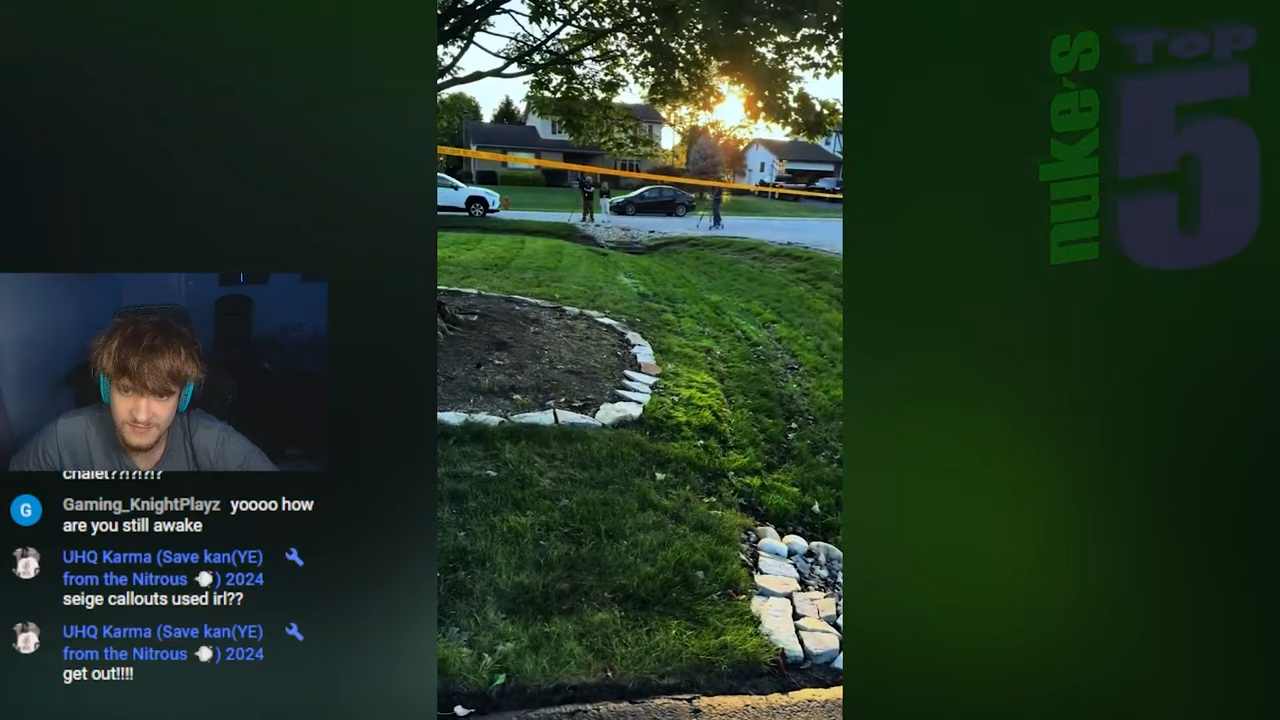 chalet??????
Gaming_KnightPlayz yoooo how
are you still awake
UHQ Karma (Save kan(YE)
from the Nitrous ) 2024
seige callouts used irl??
UHQ Karma (Save kan(YE)
from the Nitrous ) 2024
get out!!!!
G
nuke's
Top
5